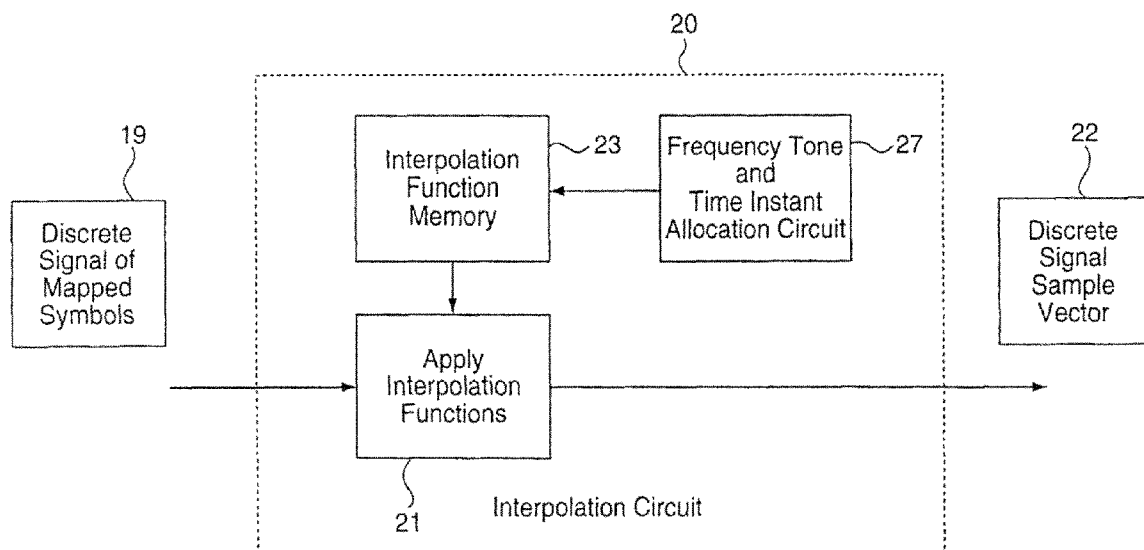 20
19
Discrete
Signal of
Mapped
Symbols
Interpolation
Function
Memory
23
Frequency Tone
and
Time Instant
Allocation Circuit
27
22
Discrete
Signal
Sample
Vector
Apply
Interpolation
Functions
21
Interpolation Circuit